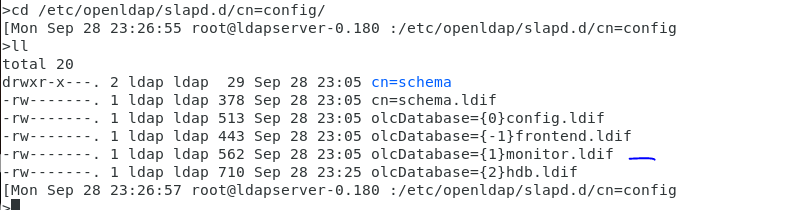 >cd /etc/openldap/slapd.d/cn=config/
[Mon Sep 28 23:26:55 root@ldapserver-0.180 :/etc/openldap/slapd.d/cn=config
>ll
total 20
drwxr-x---. 2 ldap ldap  29 Sep 28 23:05 cn=schema
-rw-------. 1 ldap ldap 378 Sep 28 23:05 cn=schema.ldif
-rw-------. 1 ldap ldap 513 Sep 28 23:05 olcDatabase={0}config.ldif
-rw-------. 1 ldap ldap 443 Sep 28 23:05 olcDatabase={-1}frontend.ldif
-rw-------. 1 ldap ldap 562 Sep 28 23:05 olcDatabase={1}monitor.ldif
-rw-------. 1 ldap ldap 710 Sep 28 23:25 olcDatabase={2}hdb.ldif
[Mon Sep 28 23:26:57 root@ldapserver-0.180 :/etc/openldap/slapd.d/cn=config
>